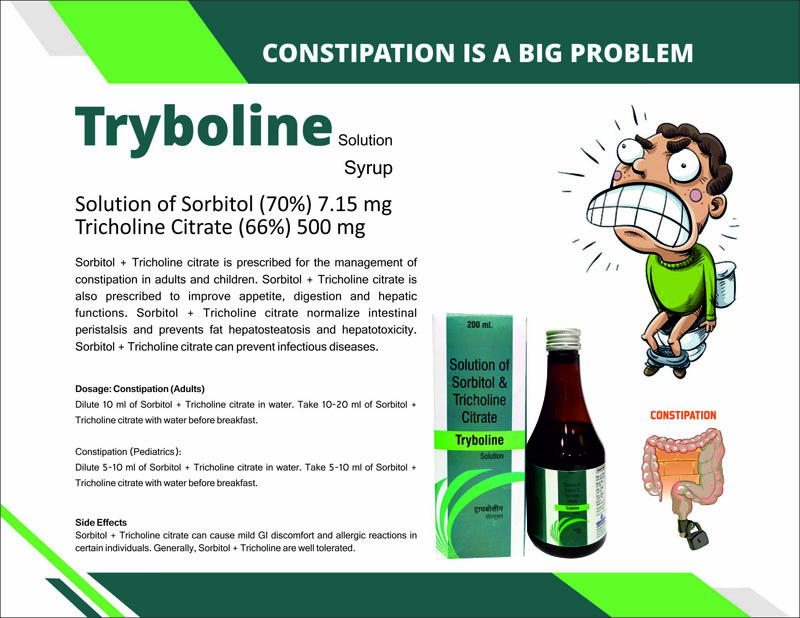 CONSTIPATION IS A BIG PROBLEM
Tryboline Solution
Syrup
Solution of Sorbitol (70%) 7.15 mg
Tricholine Citrate (66%) 500 mg
Sorbitol + Tricholine citrate is prescribed for the management of
constipation in adults and children. Sorbitol + Tricholine citrate is
also prescribed to improve appetite, digestion and hepatic
functions. Sorbitol + Tricholine citrate normalize intestinal
peristalsis and prevents fat hepatosteatosis and hepatotoxicity.
Sorbitol + Tricholine citrate can prevent infectious diseases.
Dosage: Constipation (Adults)
Dilute 10 ml of Sorbitol + Tricholine citrate in water. Take 10-20 ml of Sorbitol +
Tricholine citrate with water before breakfast.
Constipation (Pediatrics):
Dilute 5-10 ml of Sorbitol + Tricholine citrate in water. Take 5-10 ml of Sorbitol +
Tricholine citrate with water before breakfast.
Side Effects
Sorbitol + Tricholine citrate can cause mild GI discomfort and allergic reactions in
certain individuals. Generally, Sorbitol + Tricholine are well tolerated.
200 ml.
Solution of
Sorbitol &
Tricholine
Citrate
Tryboline
Solution
ट्रायबोलीन
Tryboline
CONSTIPATION